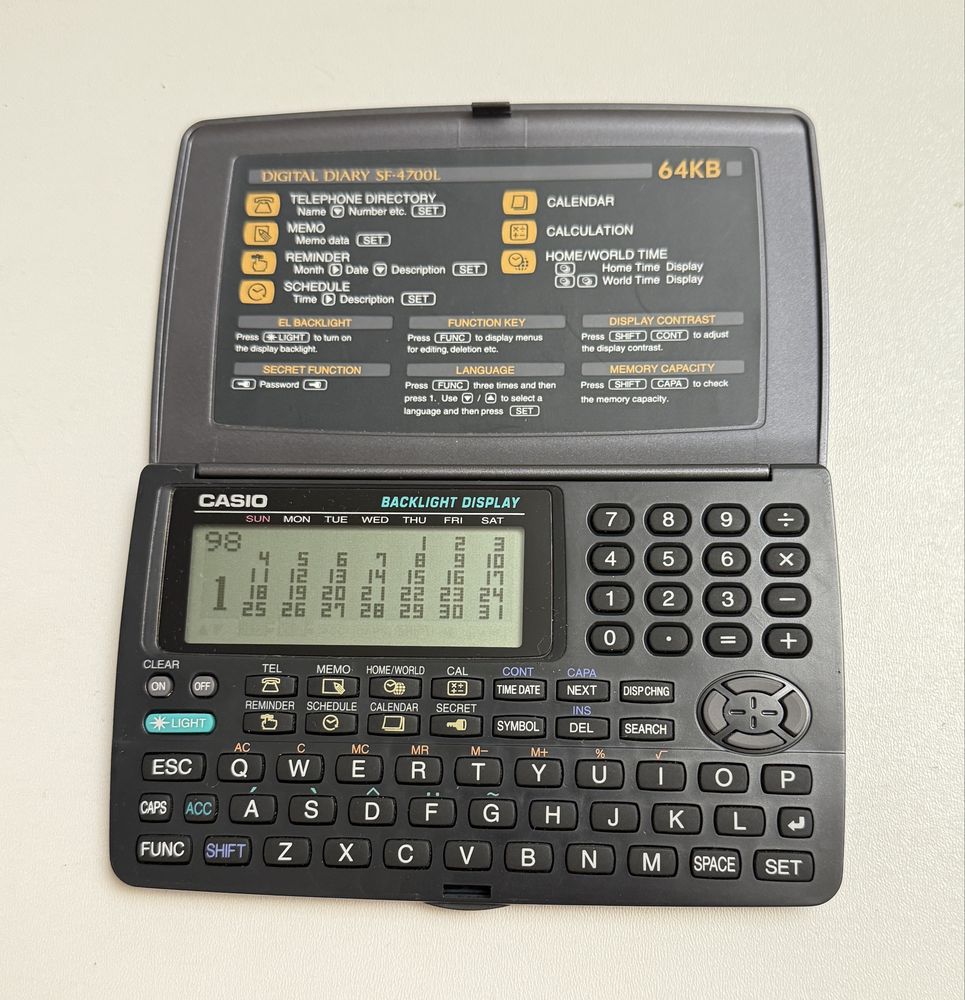 DIGITAL DIARY SF-4700L 64KB
TELEPHONE DIRECTORY
Name ▼ Number etc. SET
MEMO
Memo data SET
REMINDER
Month ▶ Date ▼ Description SET
SCHEDULE
Time ▶ Description SET
CALENDAR
CALCULATION
HOME/WORLD TIME
Home Time Display
World Time Display
EL BACKLIGHT
Press ☀LIGHT to turn on
the display backlight.
FUNCTION KEY
Press FUNC to display menus
for editing, deletion etc.
DISPLAY CONTRAST
Press SHIFT CONT to adjust
the display contrast.
SECRET FUNCTION
Password
LANGUAGE
Press FUNC three times and then
press 1. Use ▼ / ▲ to select a
language and then press SET
MEMORY CAPACITY
Press SHIFT CAPA to check
the memory capacity.
CASIO BACKLIGHT DISPLAY
SUN MON TUE WED THU FRI SAT
98 1 2 3
4 5 6 7 8 9 10
11 12 13 14 15 16 17
1 18 19 20 21 22 23 24
25 26 27 28 29 30 31
7 8 9 ÷
4 5 6 ×
1 2 3 −
0 · = +
CLEAR TEL MEMO HOME/WORLD CAL CONT CAPA
ON OFF TIME DATE NEXT DISP CHNG
REMINDER SCHEDULE CALENDAR SECRET INS
LIGHT SYMBOL DEL SEARCH
AC C MC MR M− M+ % √
ESC Q W E R T Y U I O P
´ ` ^ ¨ ~
CAPS ACC A S D F G H J K L ↵
FUNC SHIFT Z X C V B N M SPACE SET